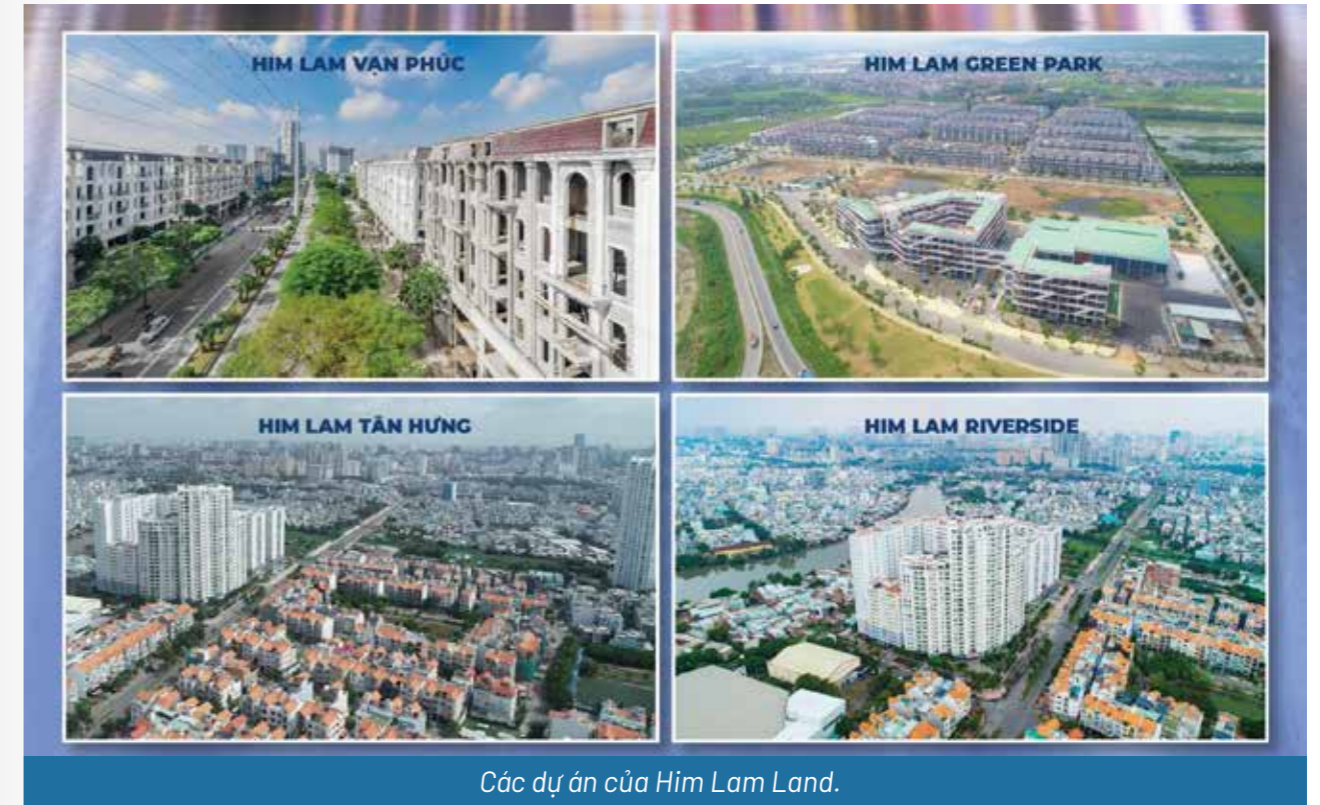 HIM LAM VẠN PHÚC
HIM LAM GREEN PARK
HIM LAM TÂN HƯNG
HIM LAM RIVERSIDE
Các dự án của Him Lam Land.